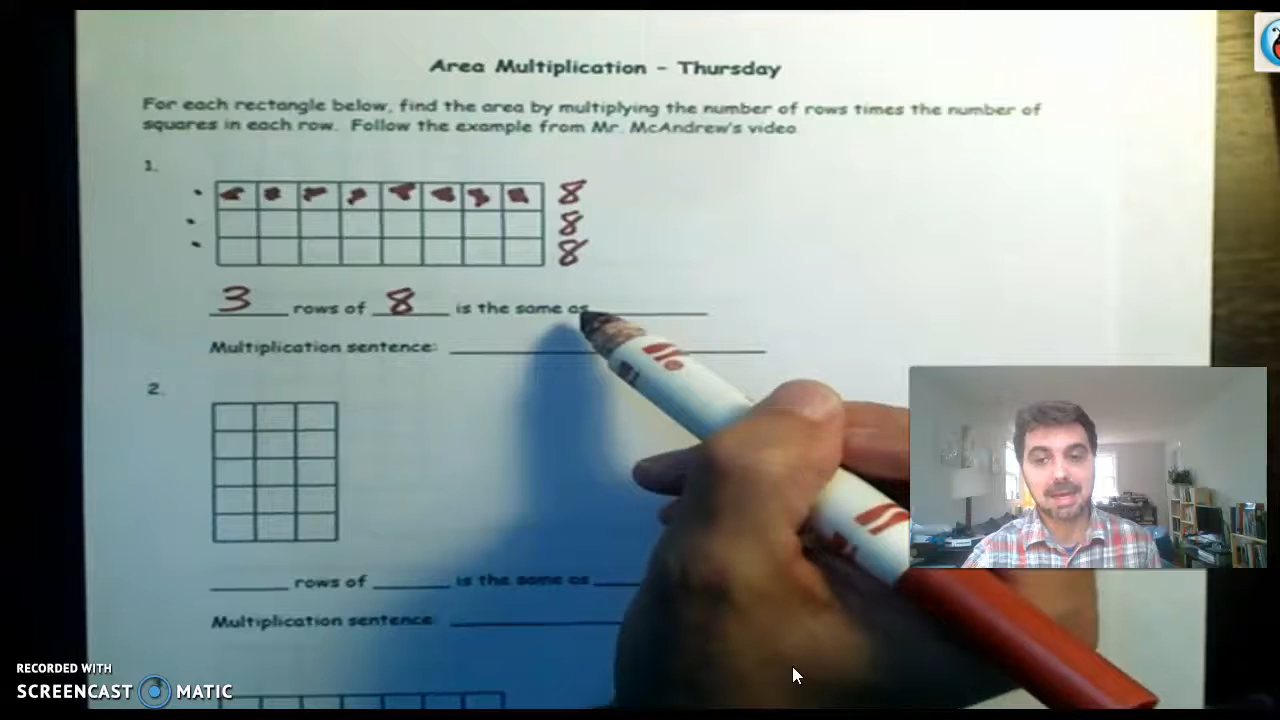 Area Multiplication - Thursday
For each rectangle below, find the area by multiplying the number of rows times the number of
squares in each row. Follow the example from Mr. McAndrew's video.
1.
8
8
8
3 rows of 8 is the same as
Multiplication sentence:
2.
rows of is the same as
Multiplication sentence:
RECORDED WITH
SCREENCAST MATIC